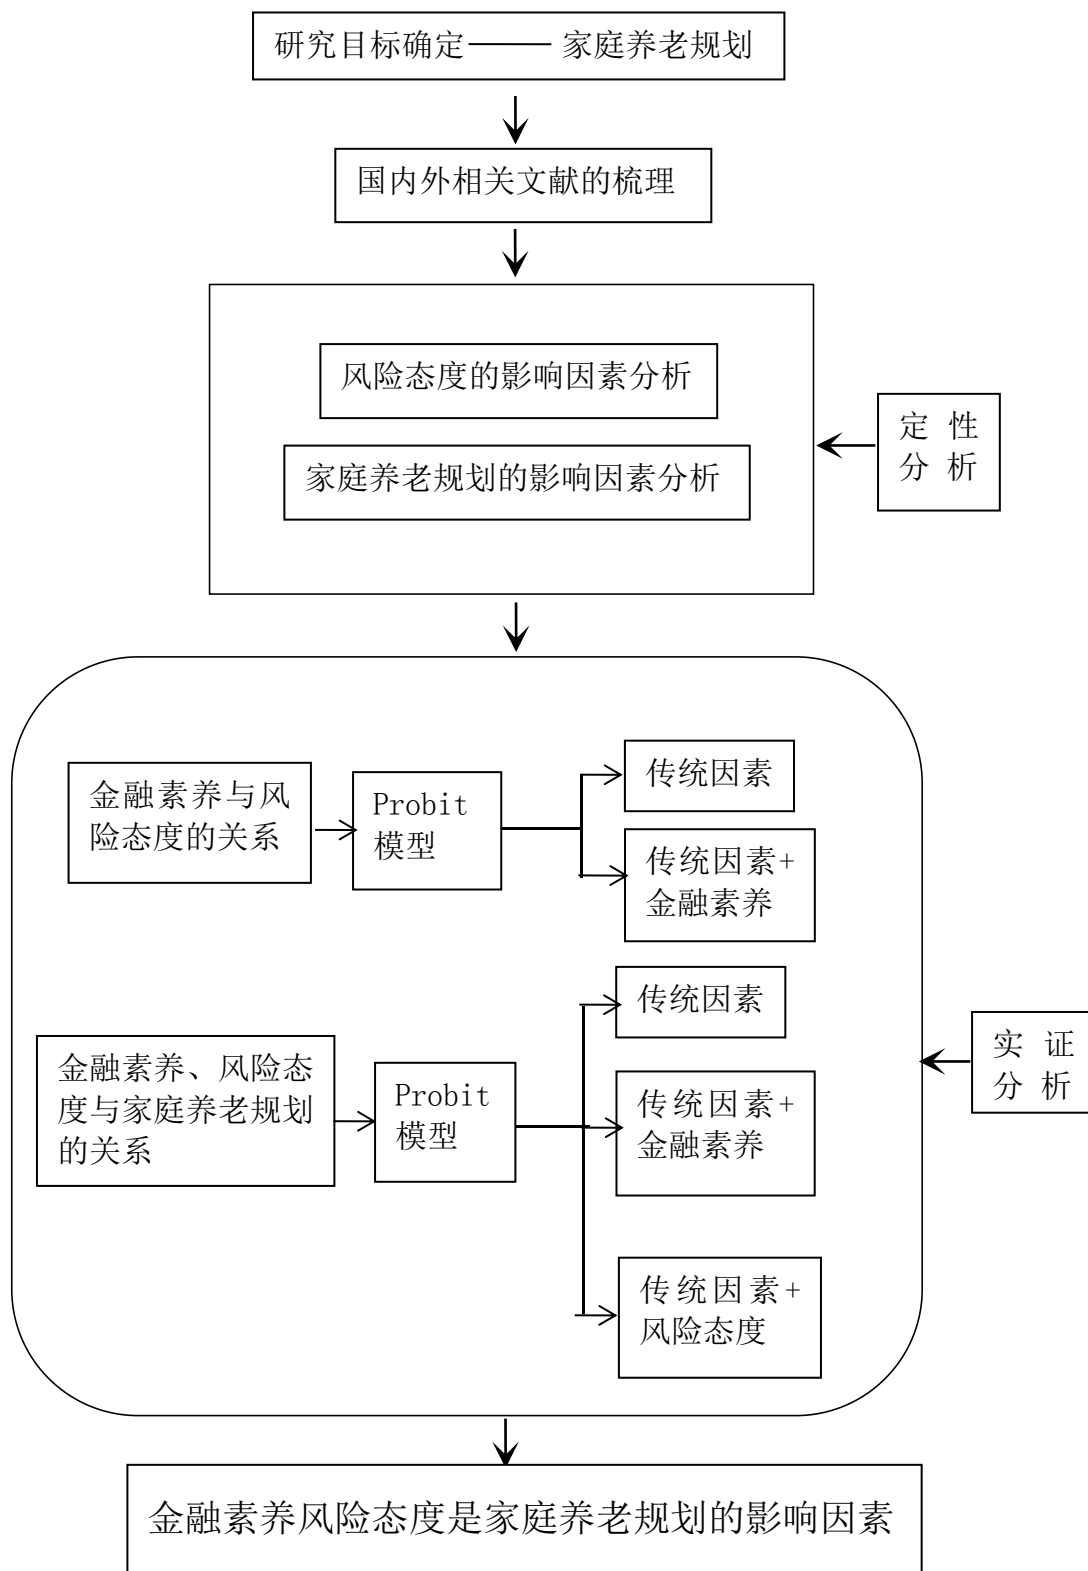 研究目标确定—— 家庭养老规划
国内外相关文献的梳理
风险态度的影响因素分析
家庭养老规划的影响因素分析
定 性
分 析
金融素养与风
险态度的关系
Probit
模型
传统因素
传统因素+
金融素养
金融素养、风险态
度与家庭养老规划
的关系
Probit
模型
传统因素
传统因素+
金融素养
传统因素+
风险态度
实 证
分 析
金融素养风险态度是家庭养老规划的影响因素